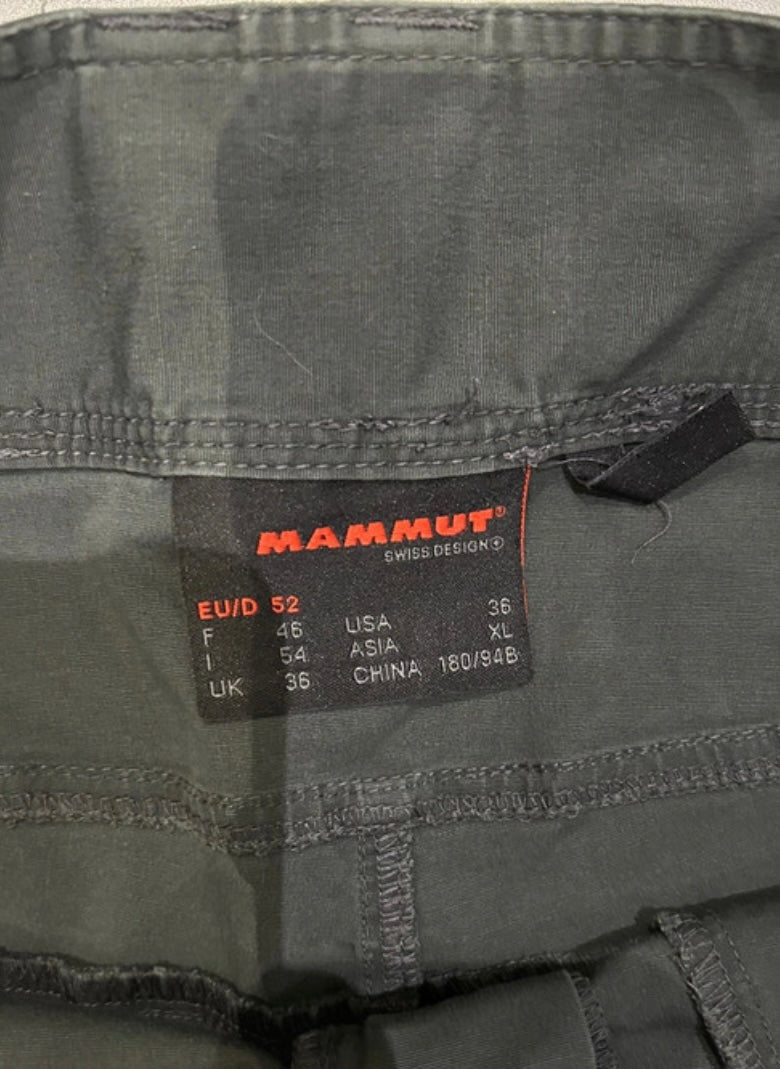 MAMMUT®
SWISS DESIGN
EU/D 52
F 46 USA 36
I 54 ASIA XL
UK 36 CHINA 180/94B